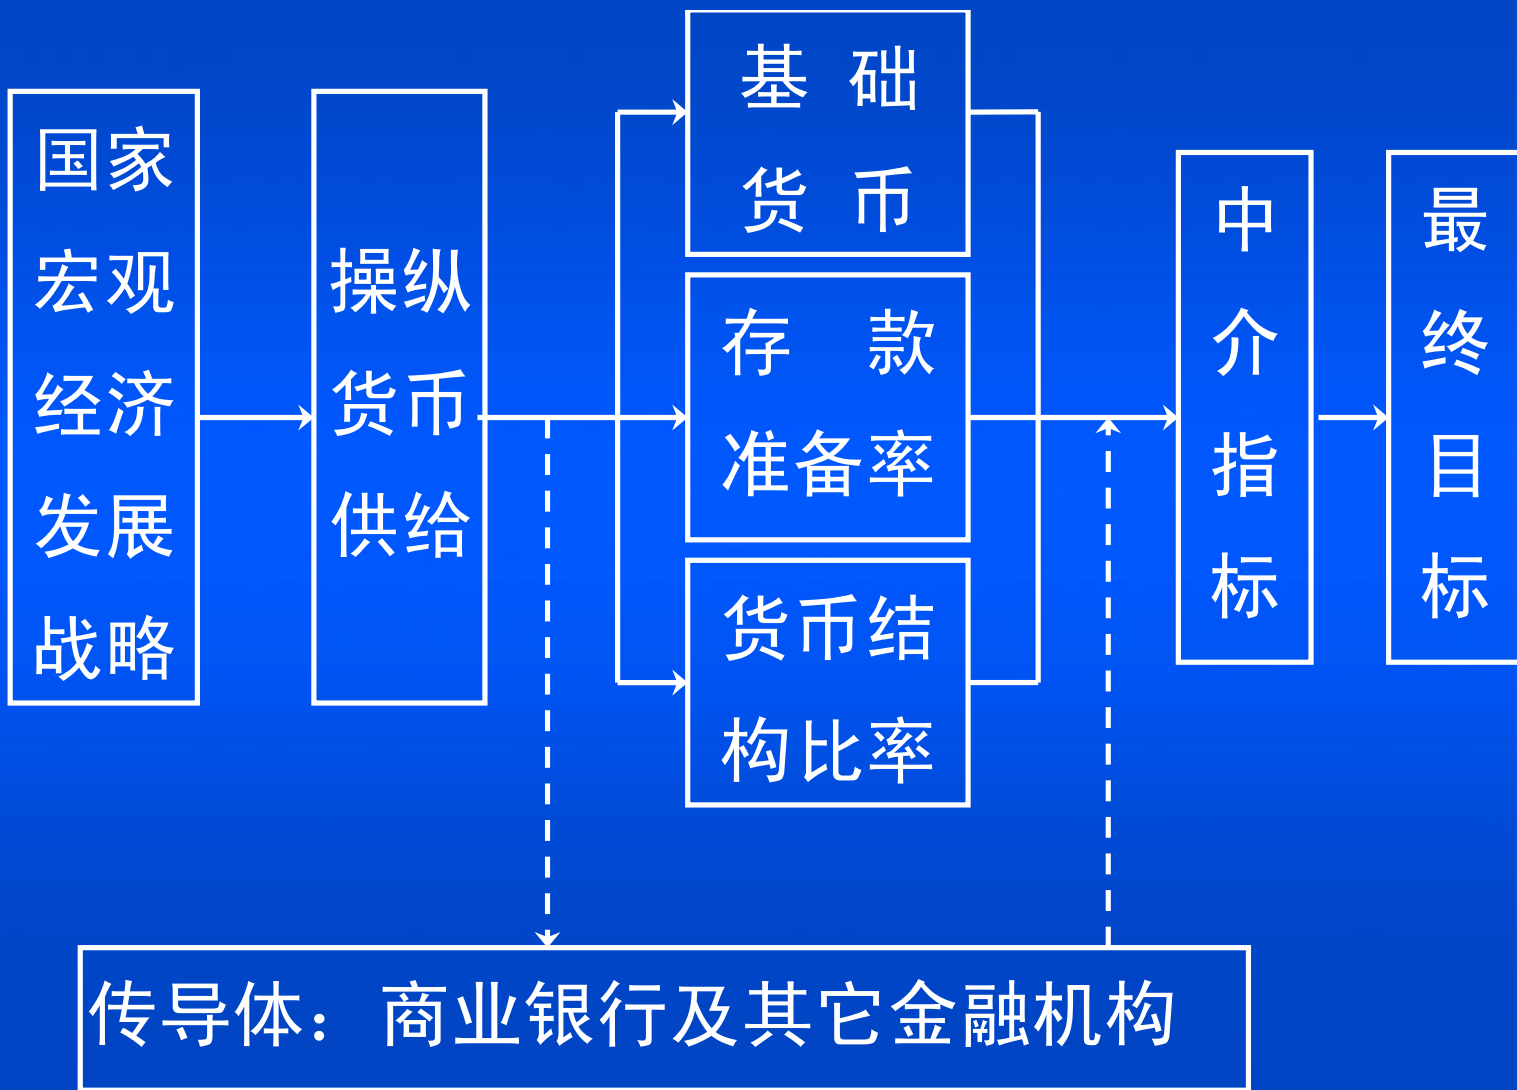 国家
宏观
经济
发展
战略
操纵
货币
供给
基 础
货 币
存 款
准备率
货币结
构比率
中
介
指
标
最
终
目
标
传导体：商业银行及其它金融机构